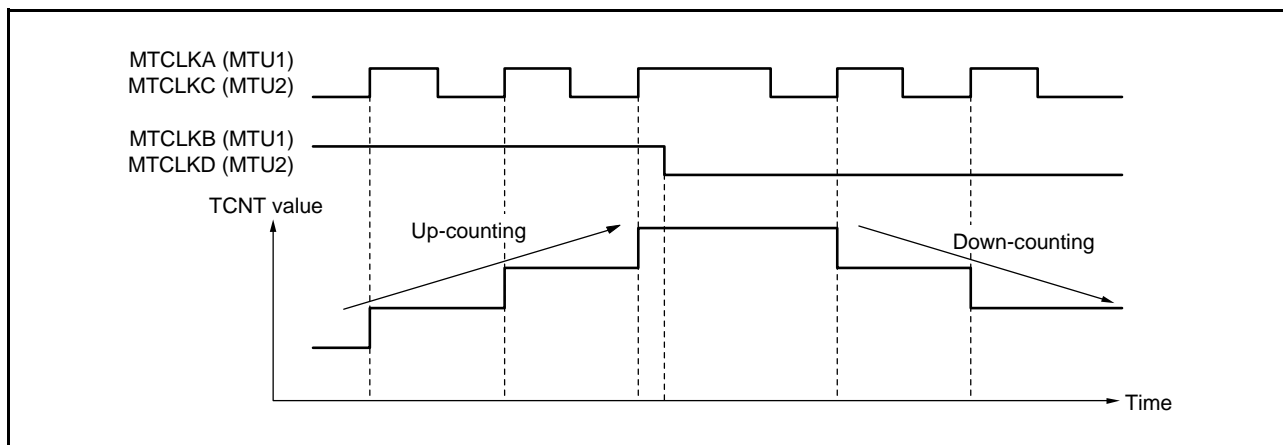 MTCLKA (MTU1)
MTCLKC (MTU2)
MTCLKB (MTU1)
MTCLKD (MTU2)
TCNT value
Up-counting
Down-counting
Time